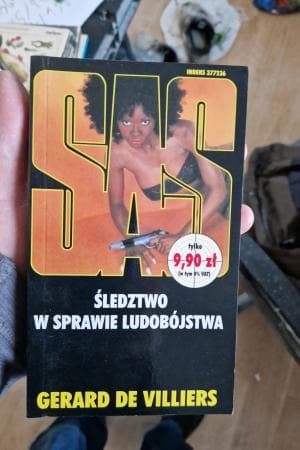 INDEKS 377236
SAS
tylko
9,90 zł
(w tym 0% VAT)
ŚLEDZTWO
W SPRAWIE LUDOBÓJSTWA
GERARD DE VILLIERS